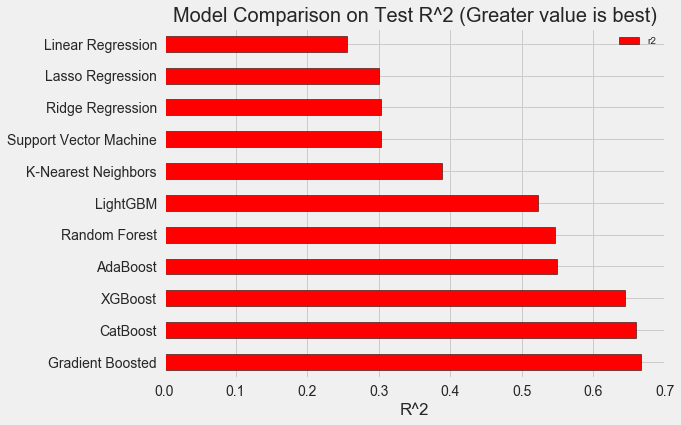 Model Comparison on Test R^2 (Greater value is best)
r2
Linear Regression
Lasso Regression
Ridge Regression
Support Vector Machine
K-Nearest Neighbors
LightGBM
Random Forest
AdaBoost
XGBoost
CatBoost
Gradient Boosted
0.0 0.1 0.2 0.3 0.4 0.5 0.6 0.7
R^2